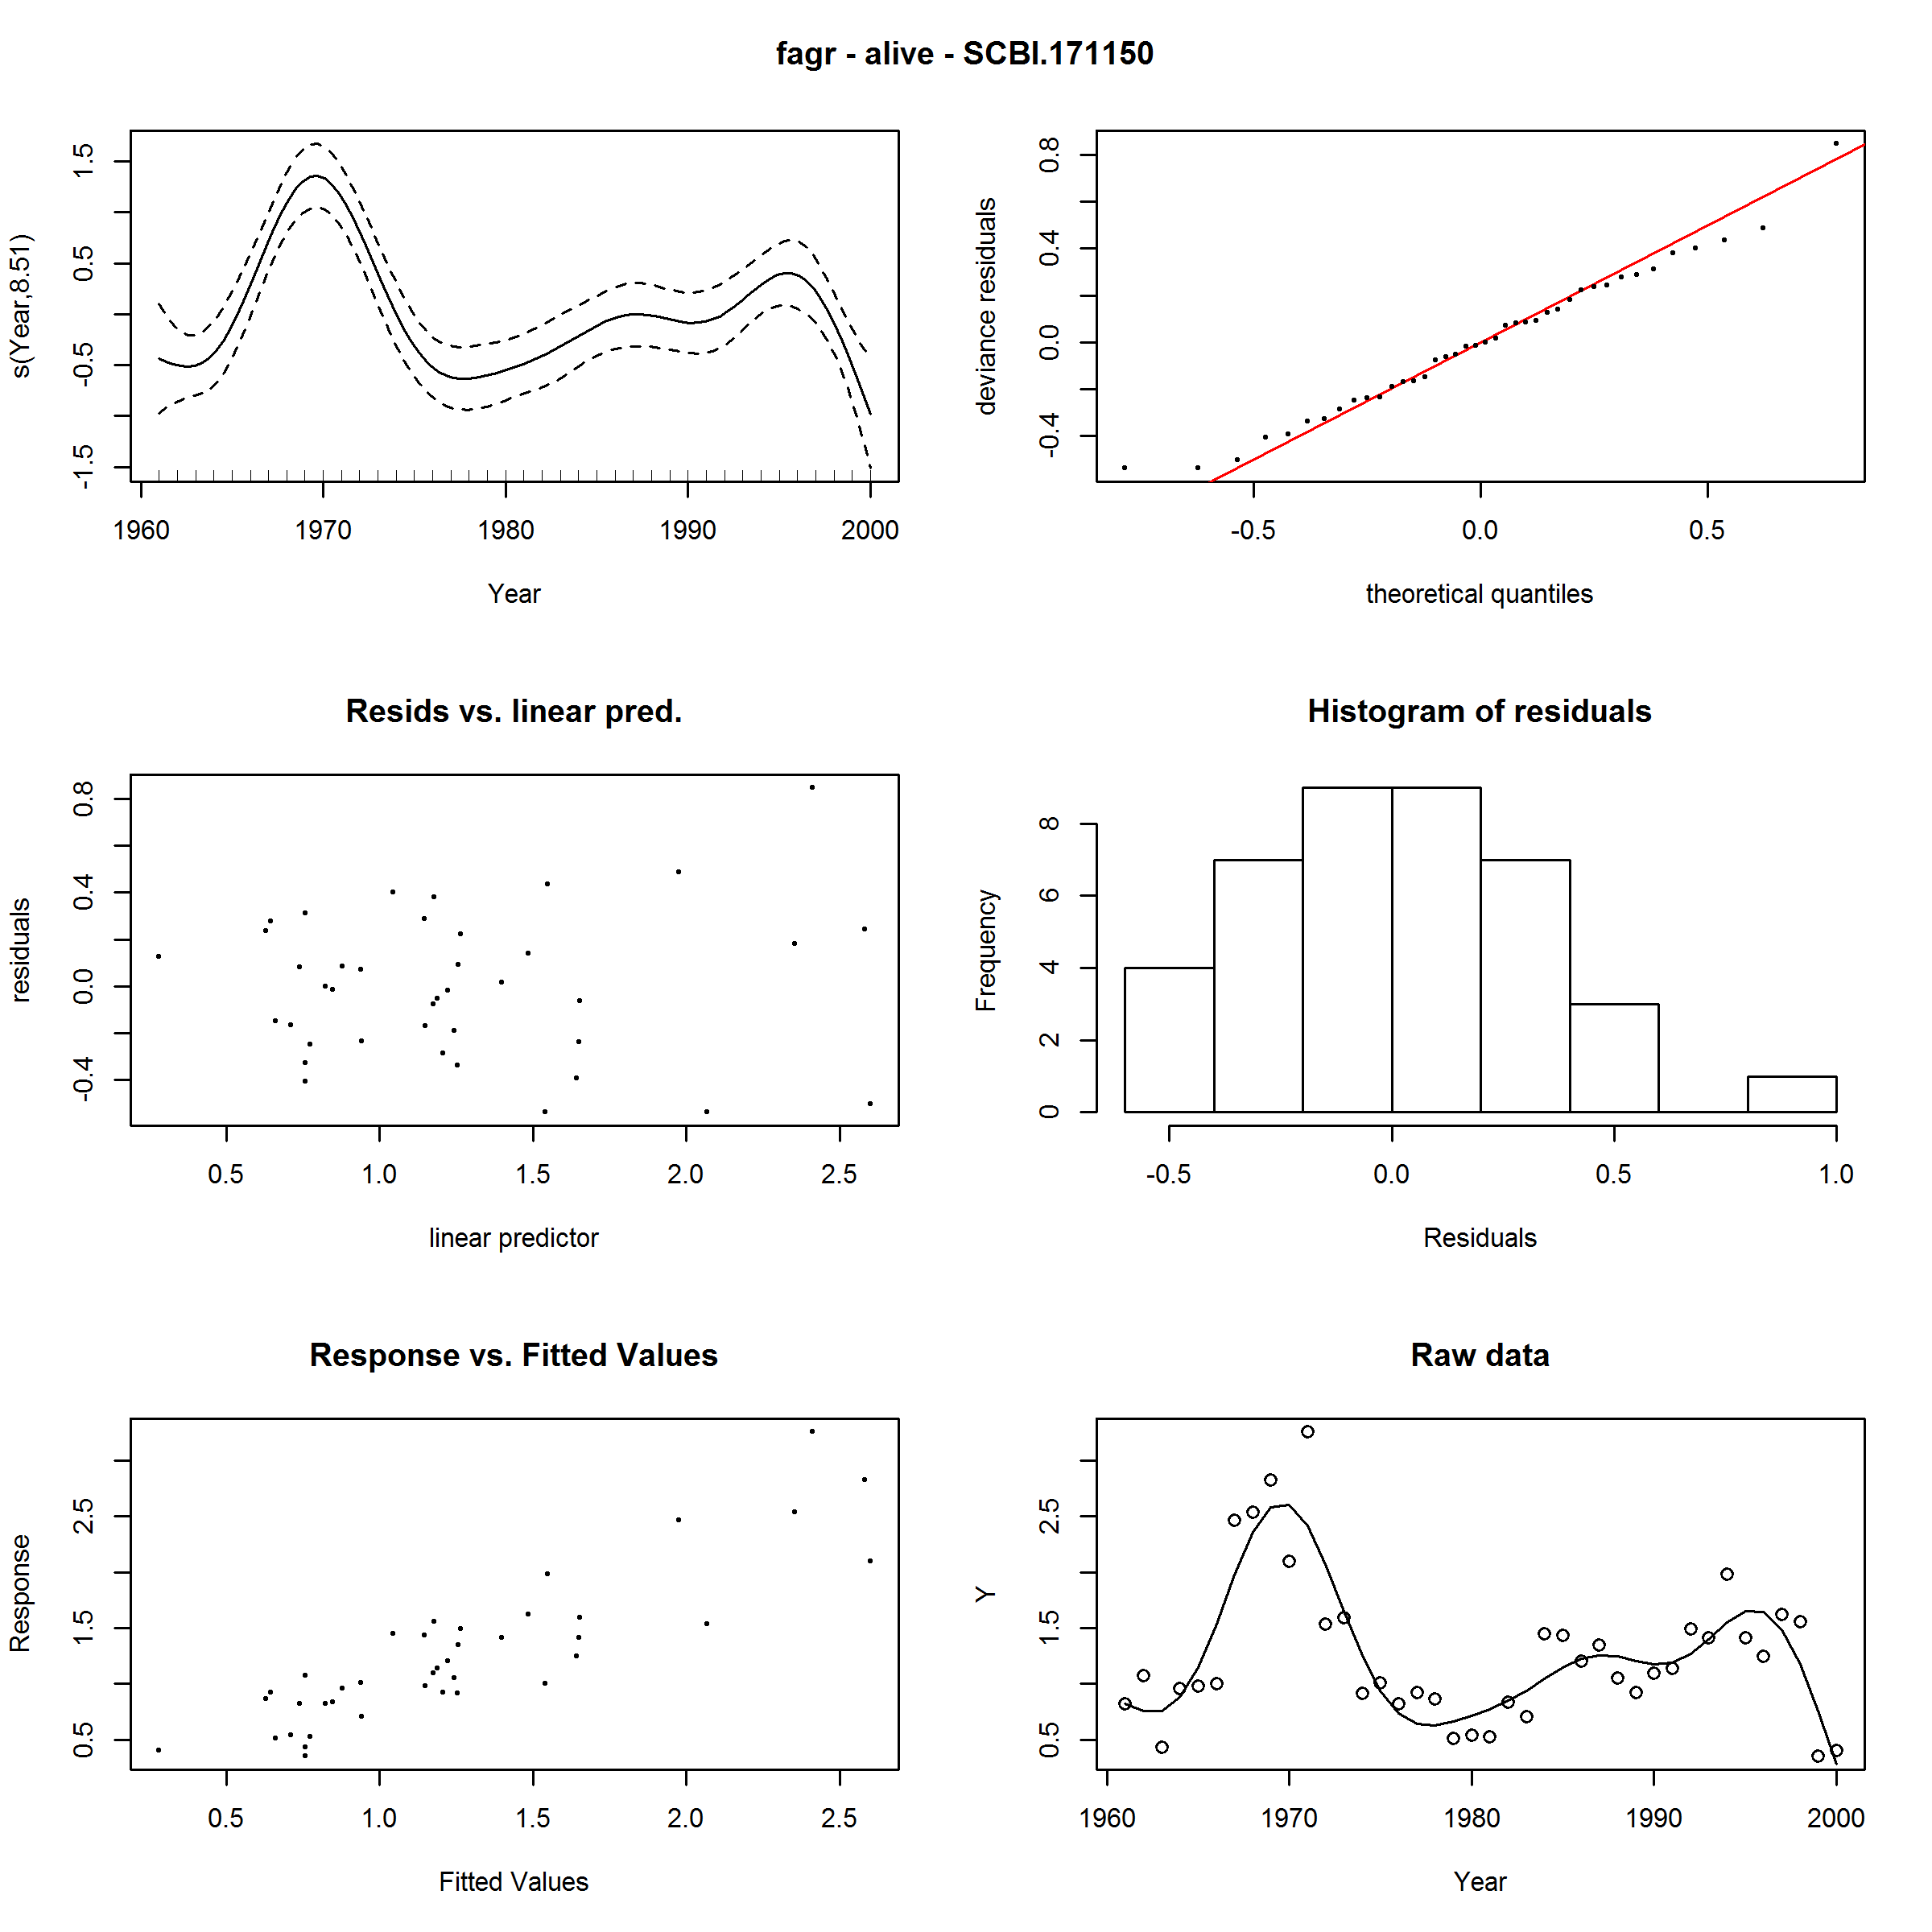 fagr - alive - SCBI.171150
s(Year,8.51)
1.5
0.5
-0.5
-1.5
1960 1970 1980 1990 2000
Year
deviance residuals
0.8
0.4
0.0
-0.4
-0.5 0.0 0.5
theoretical quantiles
Resids vs. linear pred.
residuals
0.8
0.4
0.0
-0.4
0.5 1.0 1.5 2.0 2.5
linear predictor
Histogram of residuals
Frequency
8
6
4
2
0
-0.5 0.0 0.5 1.0
Residuals
Response vs. Fitted Values
Response
2.5
1.5
0.5
0.5 1.0 1.5 2.0 2.5
Fitted Values
Raw data
Y
2.5
1.5
0.5
1960 1970 1980 1990 2000
Year